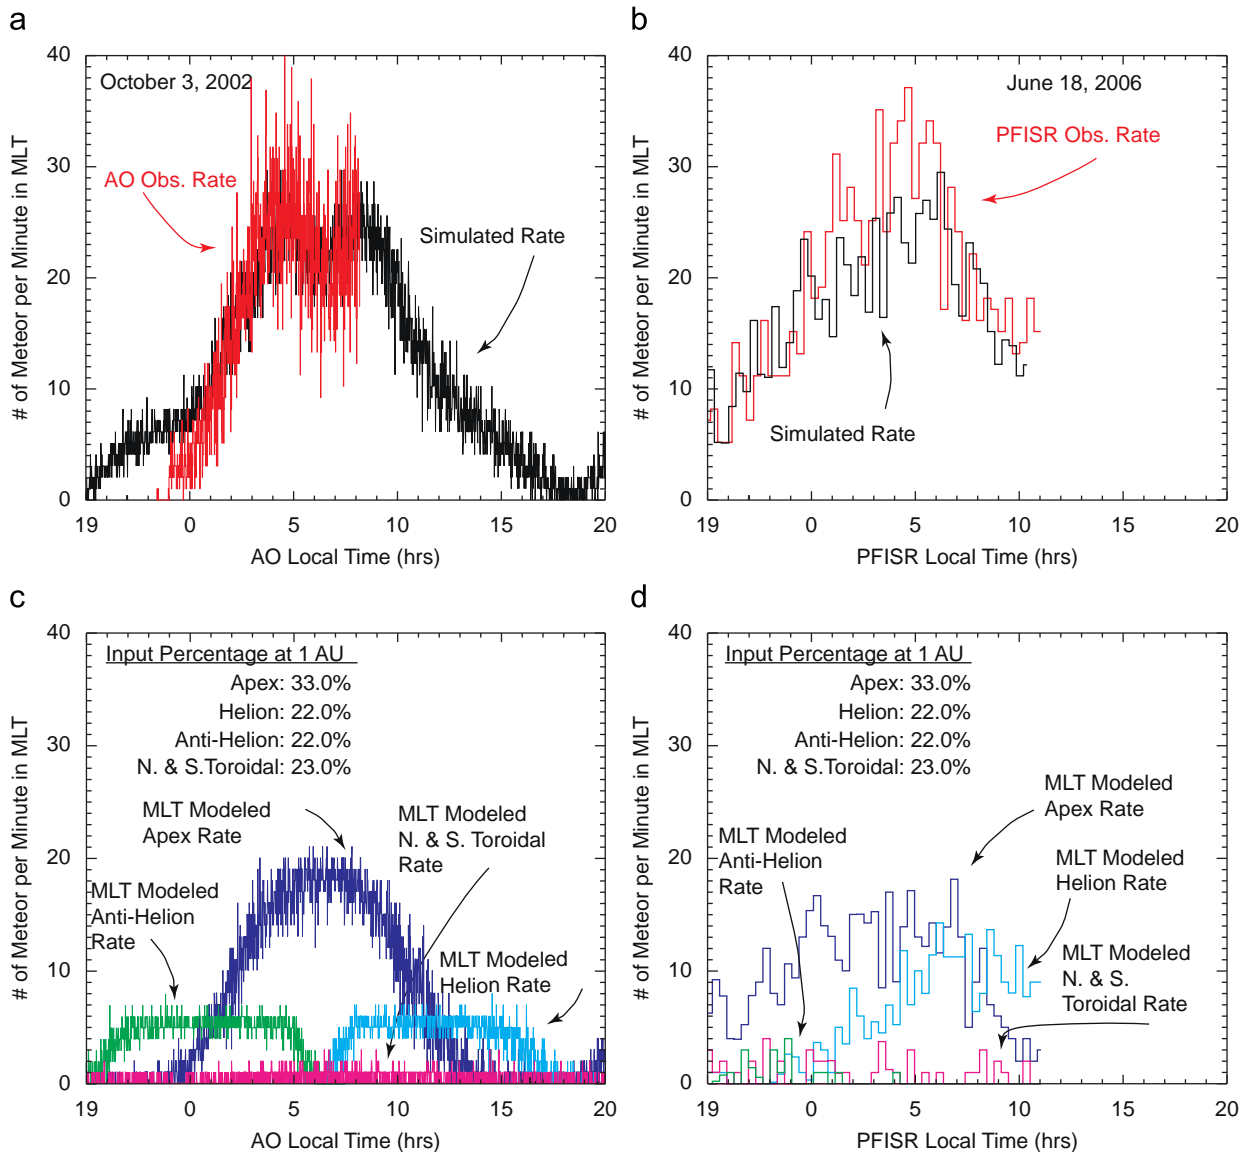 a
40
30
20
10
0
# of Meteor per Minute in MLT
October 3, 2002
AO Obs. Rate
Simulated Rate
19
0
5
10
15
20
AO Local Time (hrs)
b
40
30
20
10
0
# of Meteor per Minute in MLT
June 18, 2006
PFISR Obs. Rate
Simulated Rate
19
0
5
10
20
PFISR Local Time (hrs)
c
40
30
20
10
0
# of Meteor per Minute in MLT
Input Percentage at 1 AU
Apex: 33.0%
Helion: 22.0%
Anti-Helion: 22.0%
N. & S.Toroidal: 23.0%
MLT Modeled
Apex Rate
MLT Modeled
N. & S. Toroidal
Rate
MLT Modeled
Anti-Helion
Rate
MLT Modeled
Helion Rate
19
0
5
10
20
AO Local Time (hrs)
d
40
30
20
10
0
# of Meteor per Minute in MLT
Input Percentage at 1 AU
Apex: 33.0%
Helion: 22.0%
Anti-Helion: 22.0%
N. & S.Toroidal: 23.0%
MLT Modeled
Apex Rate
MLT Modeled
Anti-Helion
Rate
MLT Modeled
Helion Rate
MLT Modeled
N. & S.
Toroidal Rate
19
0
5
10
20
PFISR Local Time (hrs)